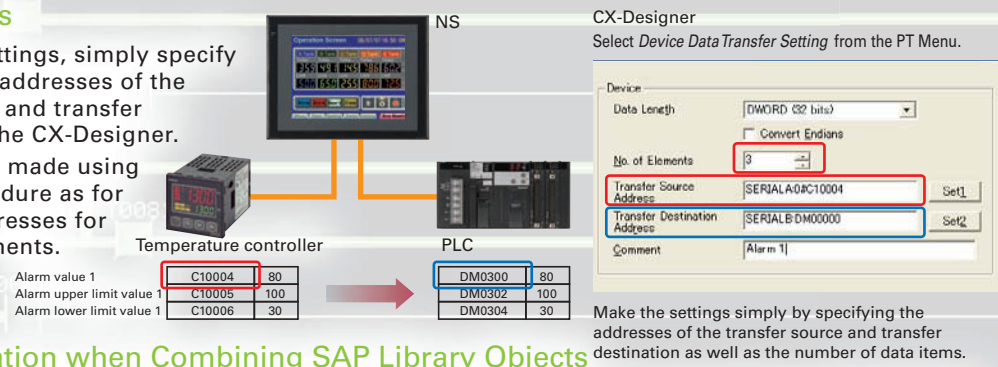 s
ttings, simply specify
addresses of the
and transfer
he CX-Designer.
made using
dure as for
resses for
nents.
NS
Operation Screen
Temperature controller
PLC
Alarm value 1 C10004 80
Alarm upper limit value 1 C10005 100
Alarm lower limit value 1 C10006 30
DM0300 80
DM0302 100
DM0304 30
ation when Combining SAP Library Objects
CX-Designer
Select Device Data Transfer Setting from the PT Menu.
Device
Data Length DWORD (32 bits)
Convert Endians
No. of Elements 3
Transfer Source Address SERIALA:0#C10004 Set1
Transfer Destination Address SERIALB:DM00000 Set2
Comment Alarm 1
Make the settings simply by specifying the
addresses of the transfer source and transfer
destination as well as the number of data items.